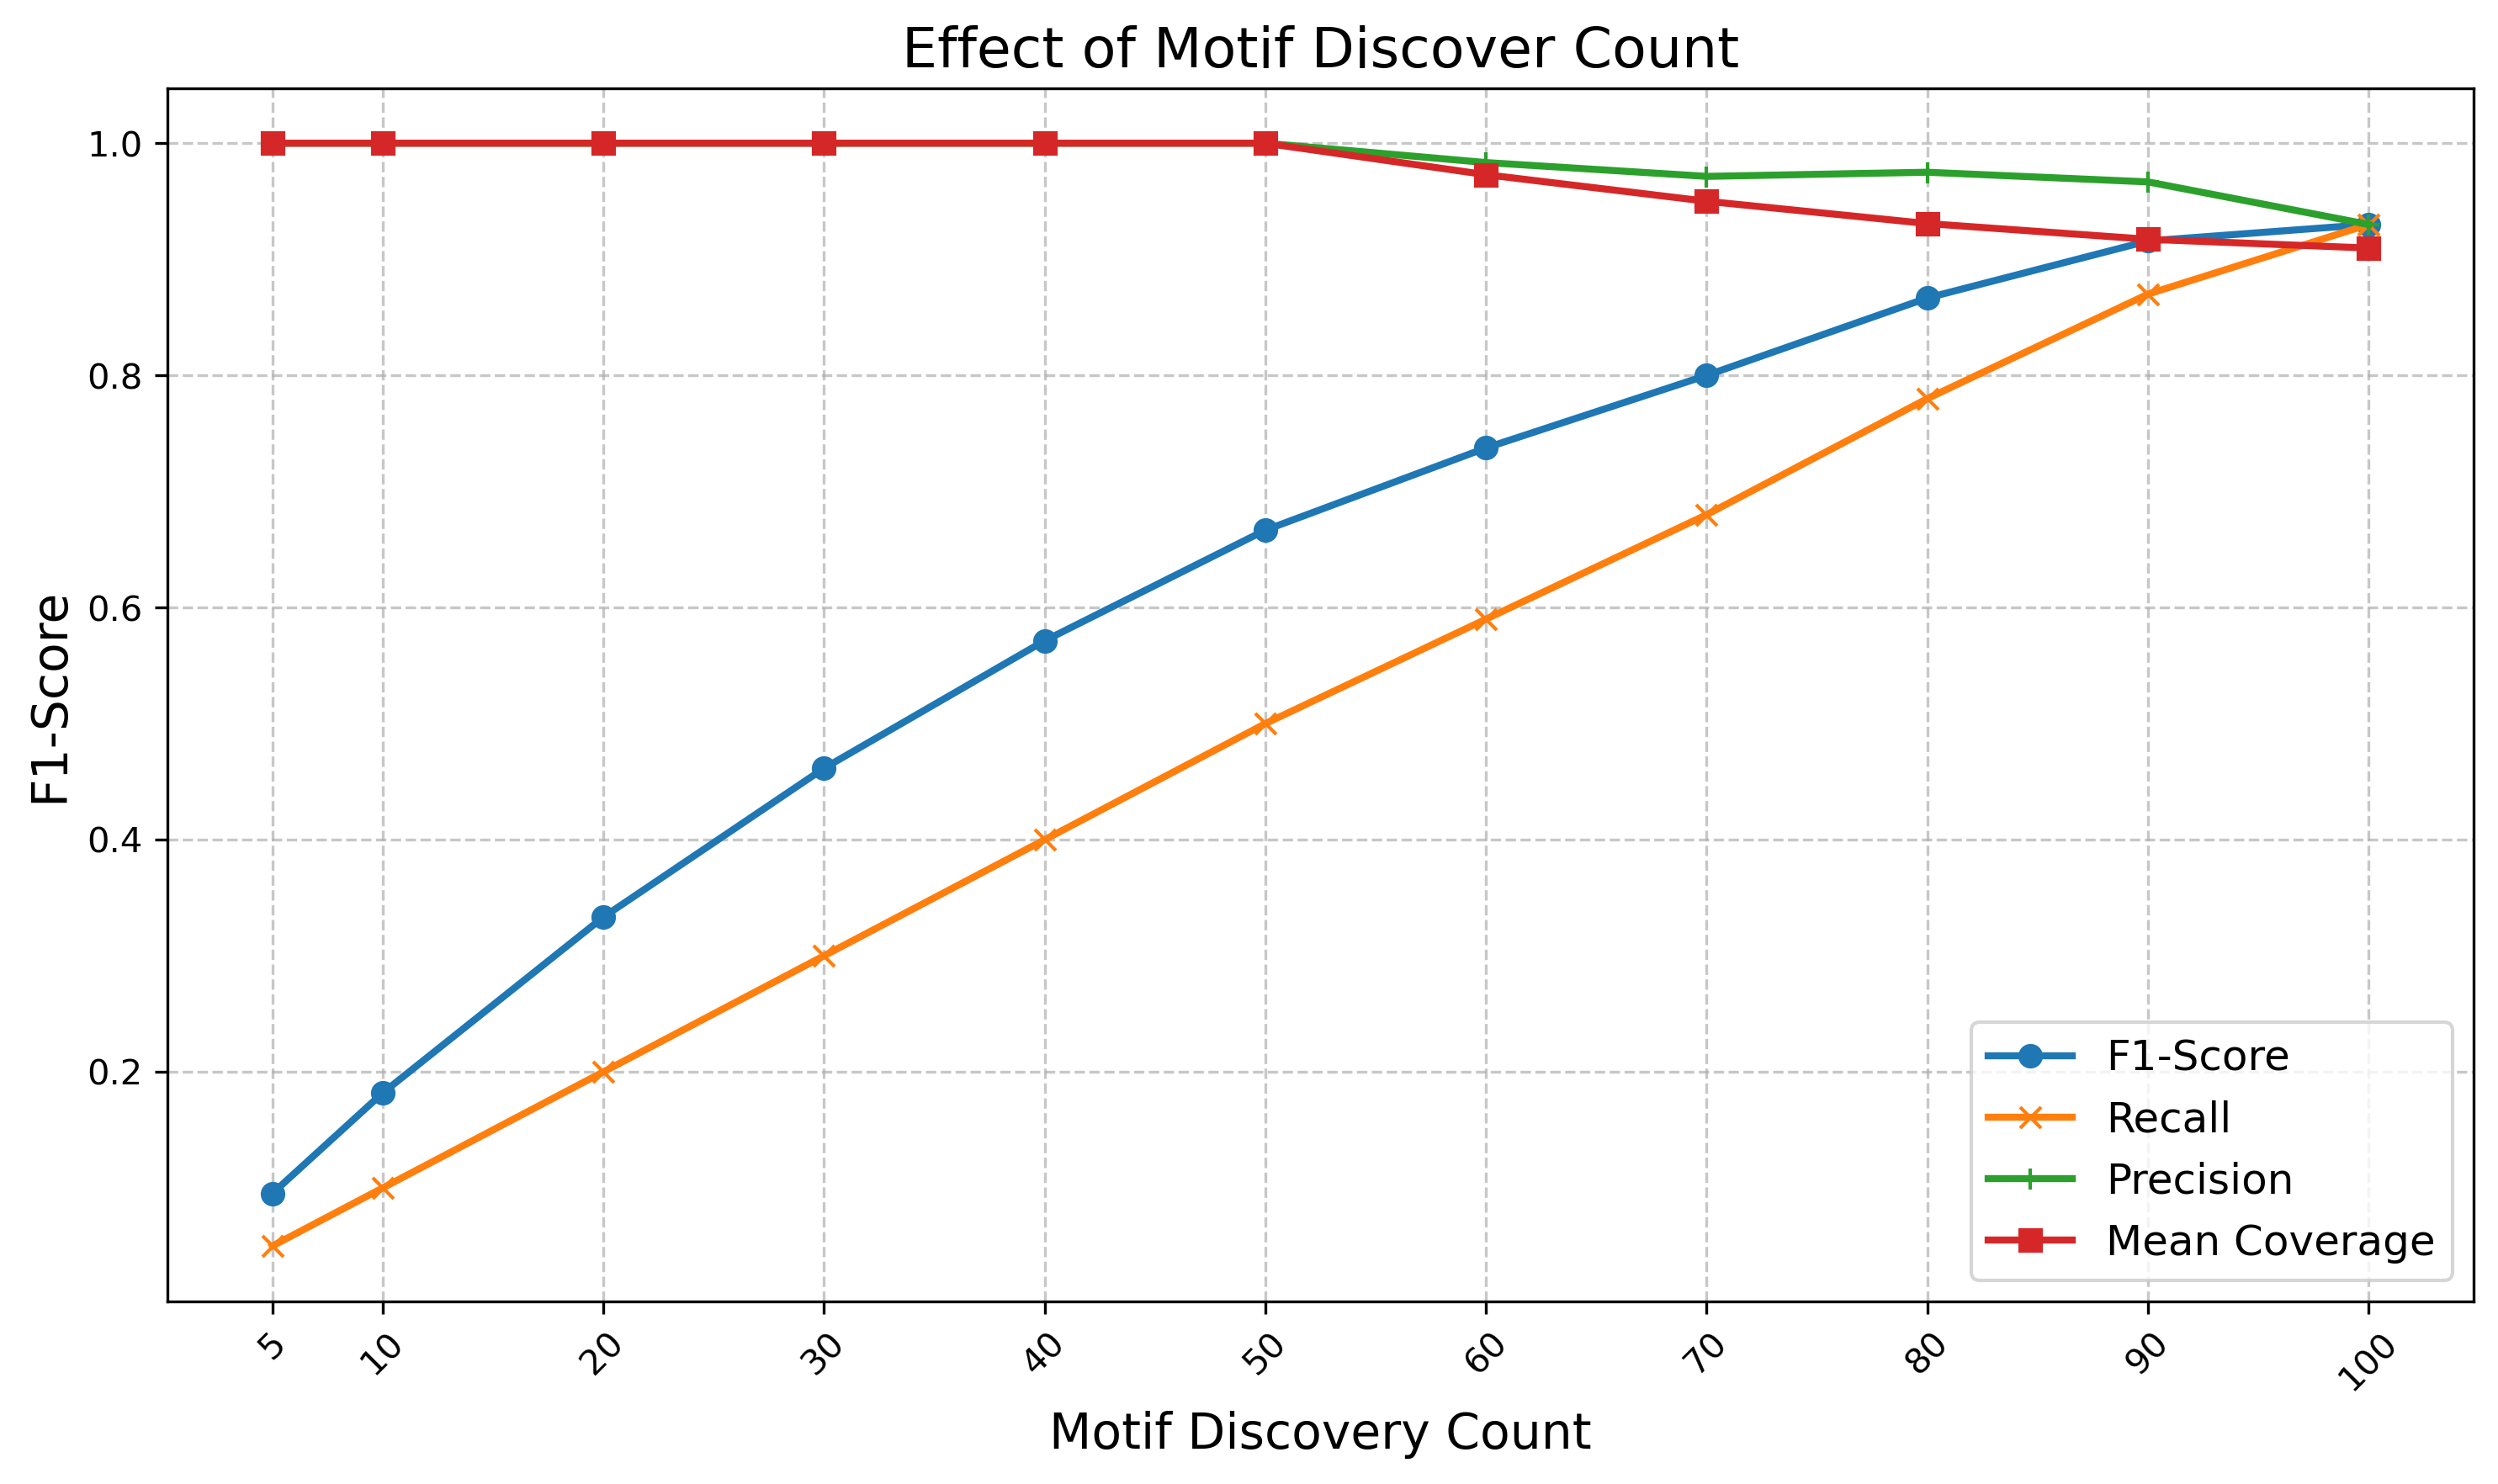 Effect of Motif Discover Count
F1-Score
1.0
0.8
0.6
0.4
0.2
5 10 20 30 40 50 60 70 80 90 100
Motif Discovery Count
F1-Score
Recall
Precision
Mean Coverage